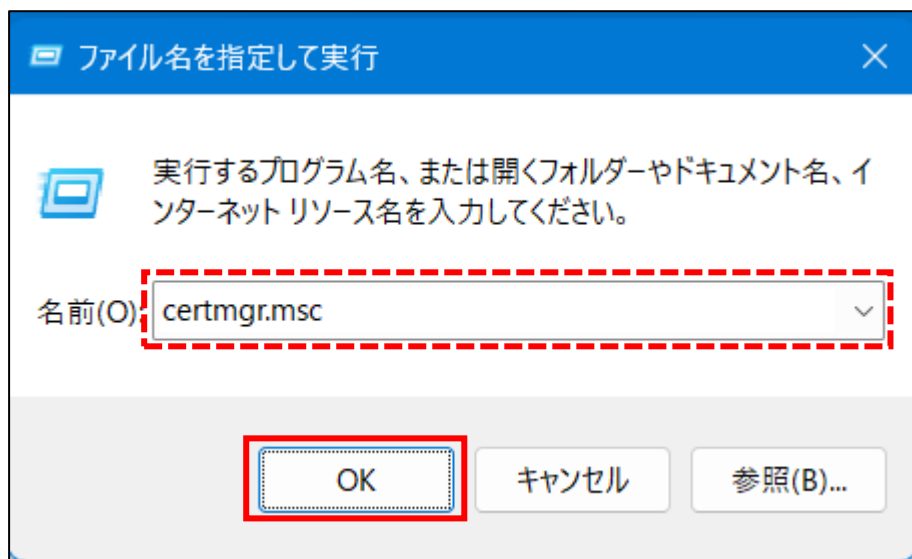 ファイル名を指定して実行
実行するプログラム名、または開くフォルダーやドキュメント名、イ
ンターネット リソース名を入力してください。
名前(O): certmgr.msc
OK キャンセル 参照(B)...